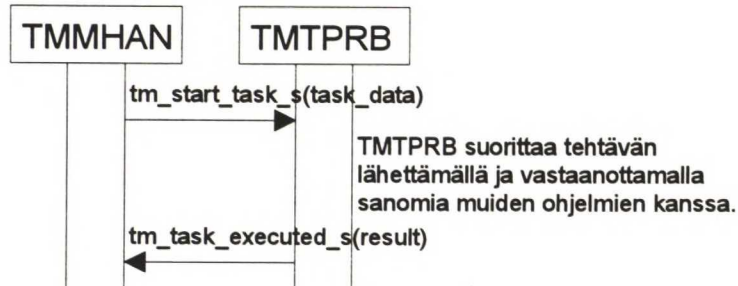 TMMHAN TMTPRB
tm_start_task_s(task_data)
TMTPRB suorittaa tehtävän
lähettämällä ja vastaanottamalla
sanomia muiden ohjelmien kanssa.
tm_task_executed_s(result)